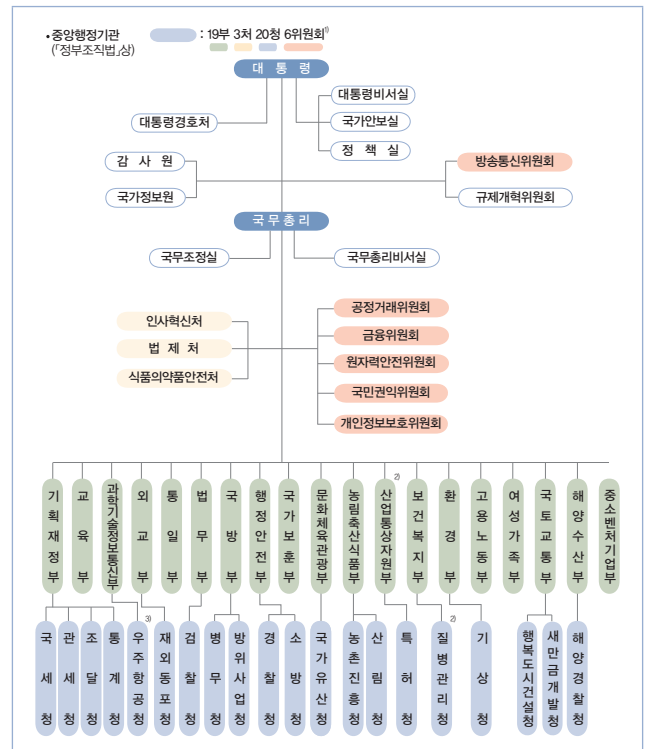 • 중앙행정기관 : 19부 3처 20청 6위원회1)
(「정부조직법」상)
대 통 령
대통령비서실
대통령경호처
국가안보실
정 책 실
감 사 원
방송통신위원회
국가정보원
규제개혁위원회
국무총리
국무조정실
국무총리비서실
공정거래위원회
인사혁신처
금융위원회
법 제 처
원자력안전위원회
식품의약품안전처
국민권익위원회
개인정보보호위원회
기획재정부
교육부
과학기술정보통신부
외교부
통일부
법무부
국방부
행정안전부
국가보훈부
문화체육관광부
농림축산식품부
2)
산업통상자원부
보건복지부
환경부
고용노동부
여성가족부
국토교통부
해양수산부
중소벤처기업부
국세청
관세청
조달청
통계청
3)
우주항공청
재외동포청
검찰청
병무청
방위사업청
경찰청
소방청
국가유산청
농촌진흥청
산림청
특허청
2)
질병관리청
기상청
행복도시건설청
새만금개발청
해양경찰청